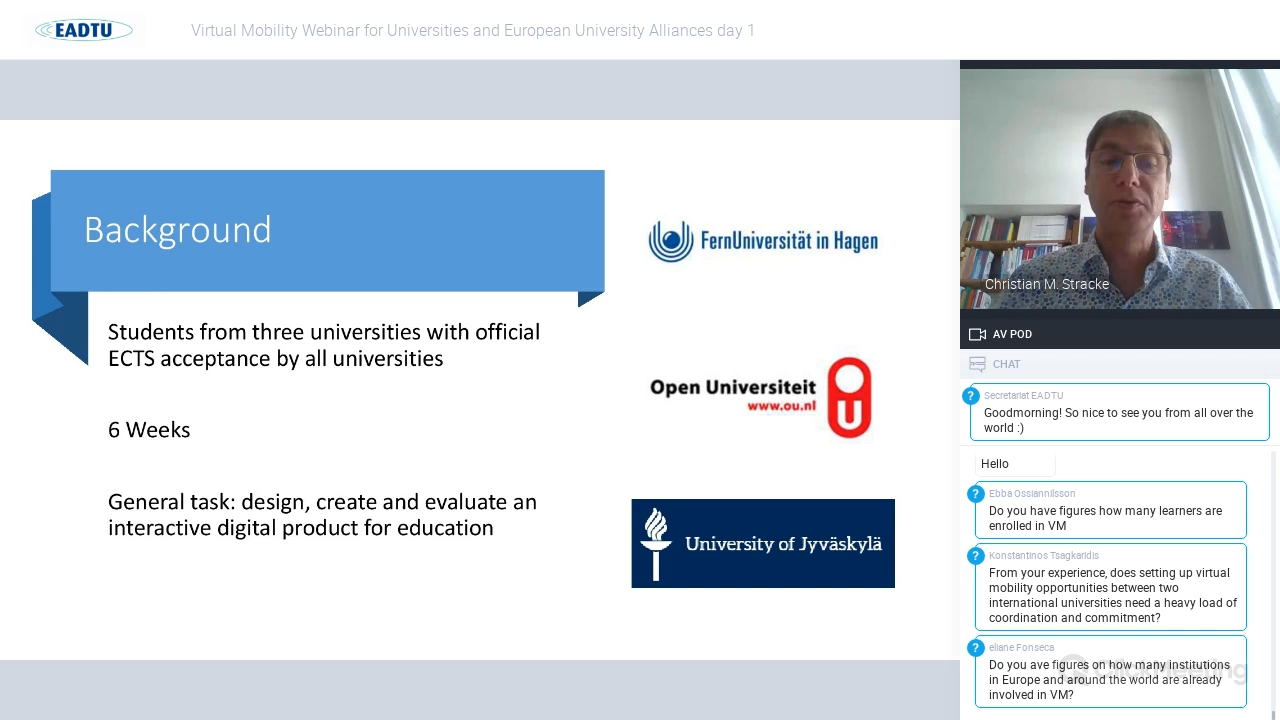 EADTU
Virtual Mobility Webinar for Universities and European University Alliances day 1
Background
Students from three universities with official
ECTS acceptance by all universities
6 Weeks
General task: design, create and evaluate an
interactive digital product for education
FernUniversität in Hagen
Open Universiteit
www.ou.nl
OU
University of Jyväskylä
Christian M. Stracke
AV POD
CHAT
?
Secretariat EADTU
Goodmorning! So nice to see you from all over the
world :)
Hello
?
Ebba Ossiannilsson
Do you have figures how many learners are
enrolled in VM
?
Konstantinos Tsagkaridis
From your experience, does setting up virtual
mobility opportunities between two
international universities need a heavy load of
coordination and commitment?
?
eliane Fonseca
Do you ave figures on how many institutions
in Europe and around the world are already
involved in VM?
ClickMeeting